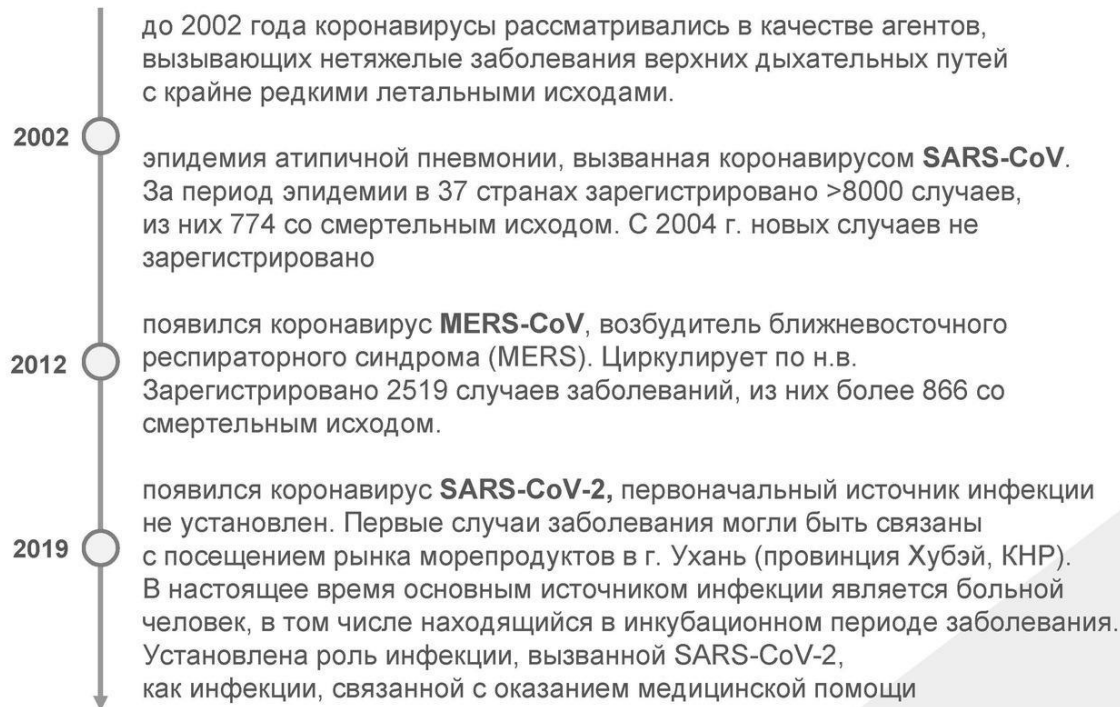 до 2002 года коронавирусы рассматривались в качестве агентов,
вызывающих нетяжелые заболевания верхних дыхательных путей
с крайне редкими летальными исходами.
2002
эпидемия атипичной пневмонии, вызванная коронавирусом SARS-CoV.
За период эпидемии в 37 странах зарегистрировано >8000 случаев,
из них 774 со смертельным исходом. С 2004 г. новых случаев не
зарегистрировано
появился коронавирус MERS-CoV, возбудитель ближневосточного
2012
респираторного синдрома (MERS). Циркулирует по н.в.
Зарегистрировано 2519 случаев заболеваний, из них более 866 со
смертельным исходом.
появился коронавирус SARS-CoV-2, первоначальный источник инфекции
не установлен. Первые случаи заболевания могли быть связаны
2019
с посещением рынка морепродуктов в г. Ухань (провинция Хубэй, КНР).
В настоящее время основным источником инфекции является больной
человек, в том числе находящийся в инкубационном периоде заболевания.
Установлена роль инфекции, вызванной SARS-CoV-2,
как инфекции, связанной с оказанием медицинской помощи